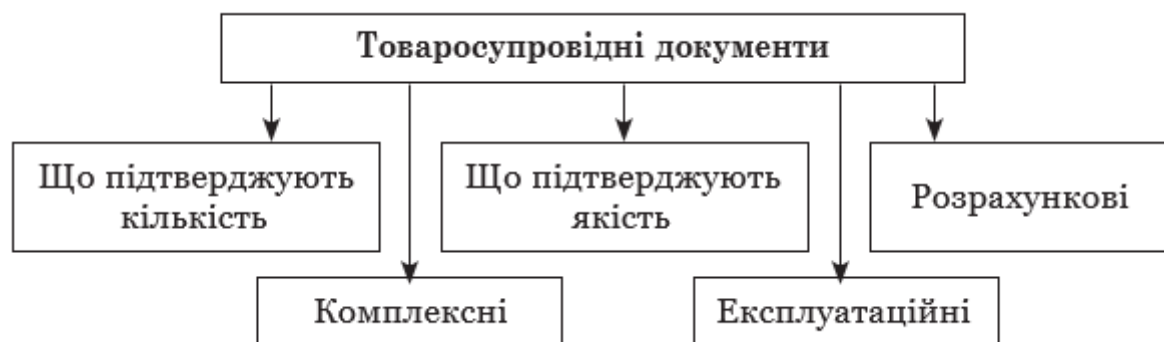 Товаросупровідні документи
Що підтверджують
кількість
Що підтверджують
якість
Розрахункові
Комплексні
Експлуатаційні